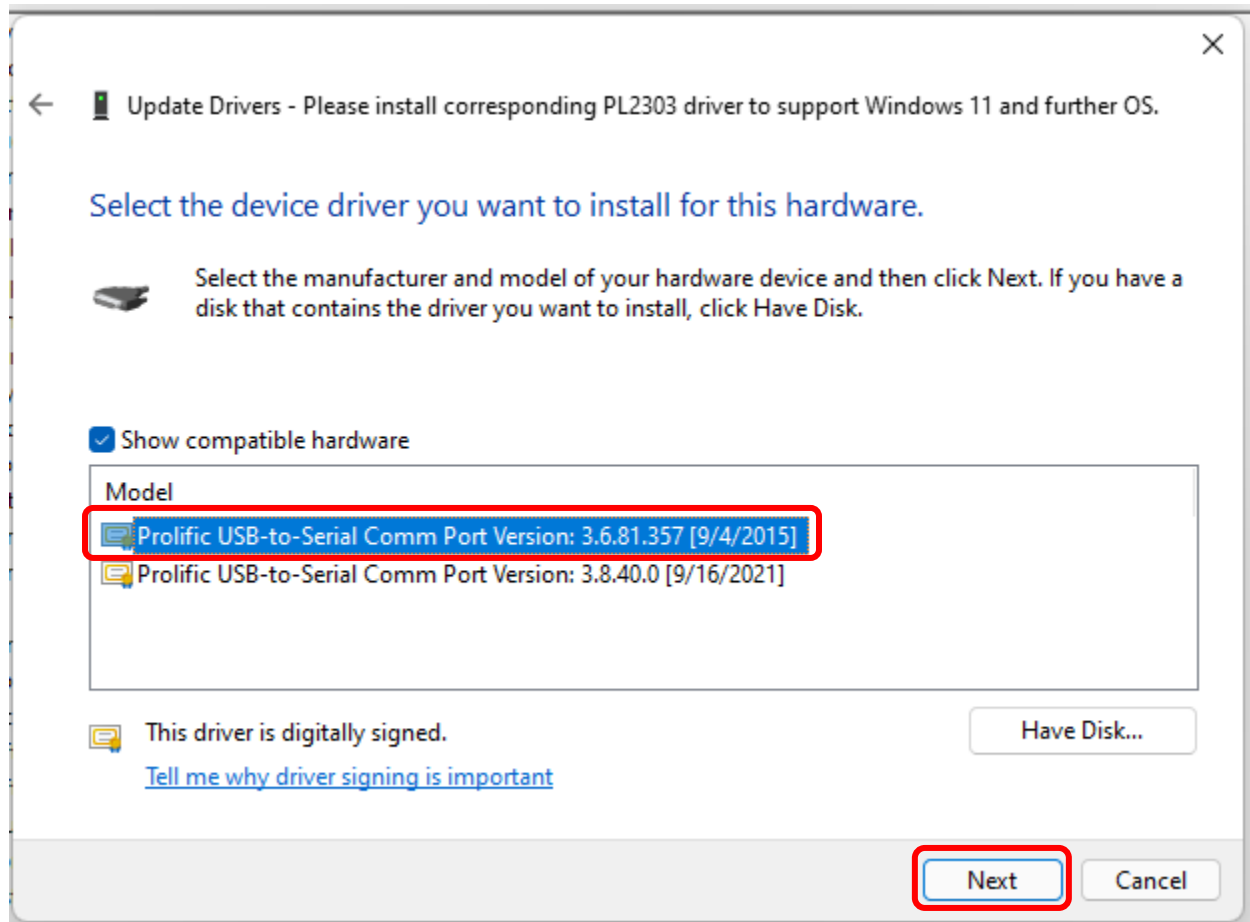 Update Drivers - Please install corresponding PL2303 driver to support Windows 11 and further OS.
Select the device driver you want to install for this hardware.
Select the manufacturer and model of your hardware device and then click Next. If you have a
disk that contains the driver you want to install, click Have Disk.
Show compatible hardware
Model
Prolific USB-to-Serial Comm Port Version: 3.6.81.357 [9/4/2015]
Prolific USB-to-Serial Comm Port Version: 3.8.40.0 [9/16/2021]
This driver is digitally signed.
Have Disk...
Tell me why driver signing is important
Next
Cancel